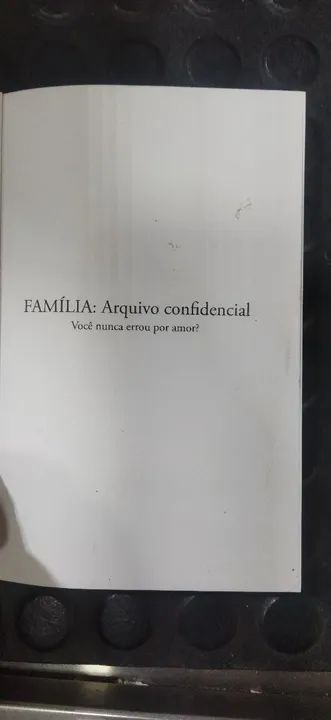 FAMÍLIA: Arquivo confidencial
Você nunca errou por amor?